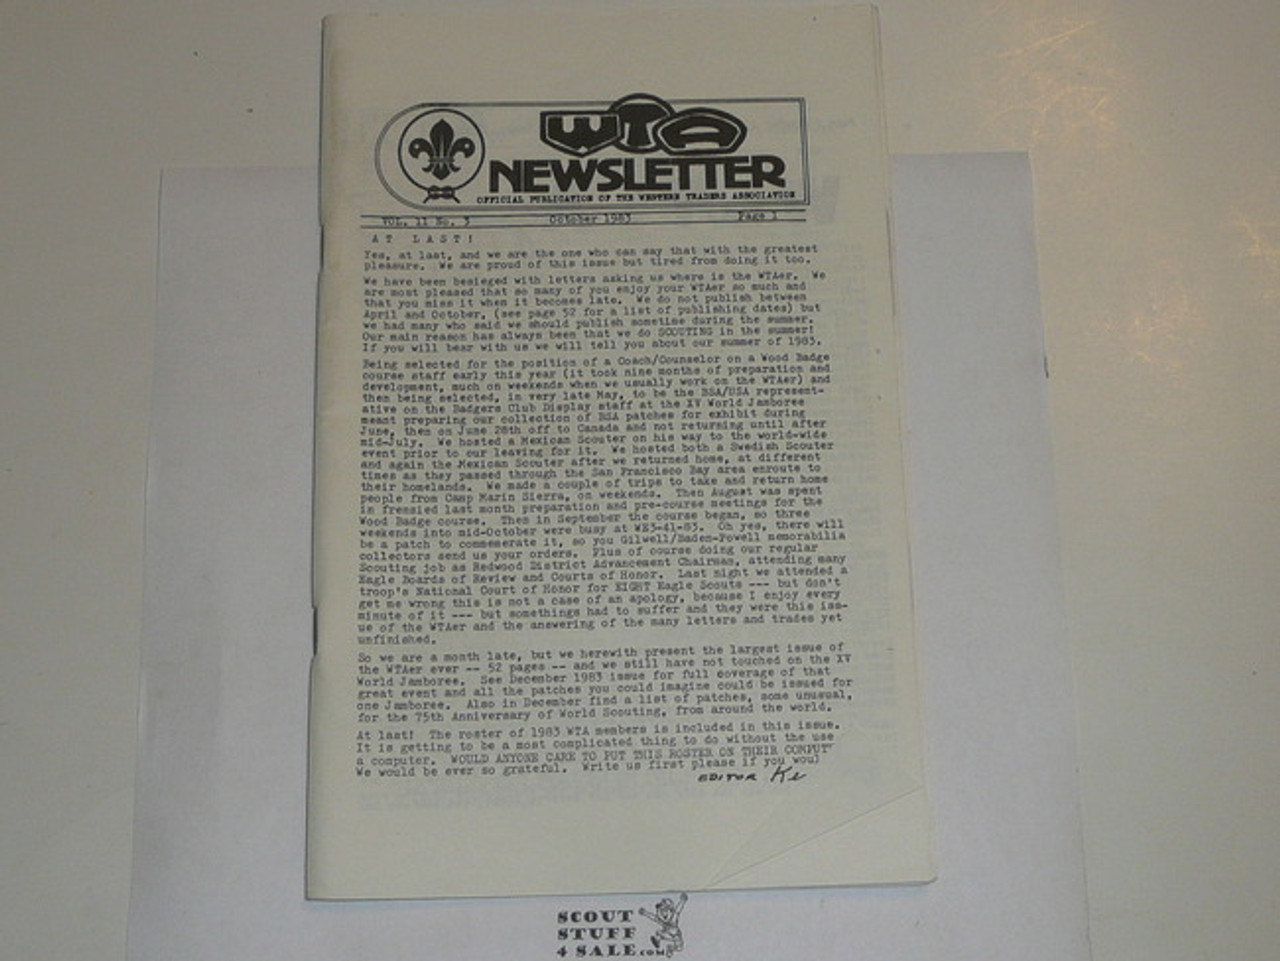 WTA
NEWSLETTER
OFFICIAL PUBLICATION OF THE WESTERN TRADERS ASSOCIATION
VOL. 11 No. 3 October 1983 Page 1
AT LAST!
Yes, at last, and we are the one who can say that with the greatest
pleasure. We are proud of this issue but tired from doing it too.
We have been besieged with letters asking us where is the WTAer. We
are most pleased that so many of you enjoy your WTAer so much and
that you miss it when it becomes late. We do not publish between
April and October, (see page 52 for a list of publishing dates) but
we had many who said we should publish sometime during the summer.
Our main reason has always been that we do SCOUTING in the summer!
If you will bear with us we will tell you about our summer of 1983.
Being selected for the position of a Coach/Counselor on a Wood Badge
course staff early this year (it took nine months of preparation and
development, much on weekends when we usually work on the WTAer) and
then being selected, in very late May, to be the BSA/USA represent-
ative on the Badgers Club Display staff at the XV World Jamboree
meant preparing our collection of BSA patches for exhibit during
June, then on June 28th off to Canada and not returning until after
mid-July. We hosted a Mexican Scouter on his way to the world-wide
event prior to our leaving for it. We hosted both a Swedish Scouter
and again the Mexican Scouter after we returned home, at different
times as they passed through the San Francisco Bay area enroute to
their homelands. We made a couple of trips to take and return home
people from Camp Marin Sierra, on weekends. Then August was spent
in frensied last month preparation and pre-course meetings for the
Wood Badge course. Then in September the course began, so three
weekends into mid-October were busy at WE3-41-83. Oh yes, there will
be a patch to commemorate it, so you Gilwell/Baden-Powell memorabilia
collectors send us your orders. Plus of course doing our regular
Scouting job as Redwood District Advancement Chairman, attending many
Eagle Boards of Review and Courts of Honor. Last night we attended a
troop's National Court of Honor for EIGHT Eagle Scouts --- but don't
get me wrong this is not a case of an apology, because I enjoy every
minute of it --- but somethings had to suffer and they were this iss-
ue of the WTAer and the answering of the many letters and trades yet
unfinished.
So we are a month late, but we herewith present the largest issue of
the WTAer ever -- 52 pages -- and we still have not touched on the XV
World Jamboree. See December 1983 issue for full coverage of that
great event and all the patches you could imagine could be issued for
one Jamboree. Also in December find a list of patches, some unusual,
for the 75th Anniversary of World Scouting, from around the world.
At last! The roster of 1983 WTA members is included in this issue.
It is getting to be a most complicated thing to do without the use
a computer. WOULD ANYONE CARE TO PUT THIS ROSTER ON THEIR COMPUT
We would be ever so grateful. Write us first please if you
EDITOR Ke
SCOUT
STUFF
4 SALE.COM